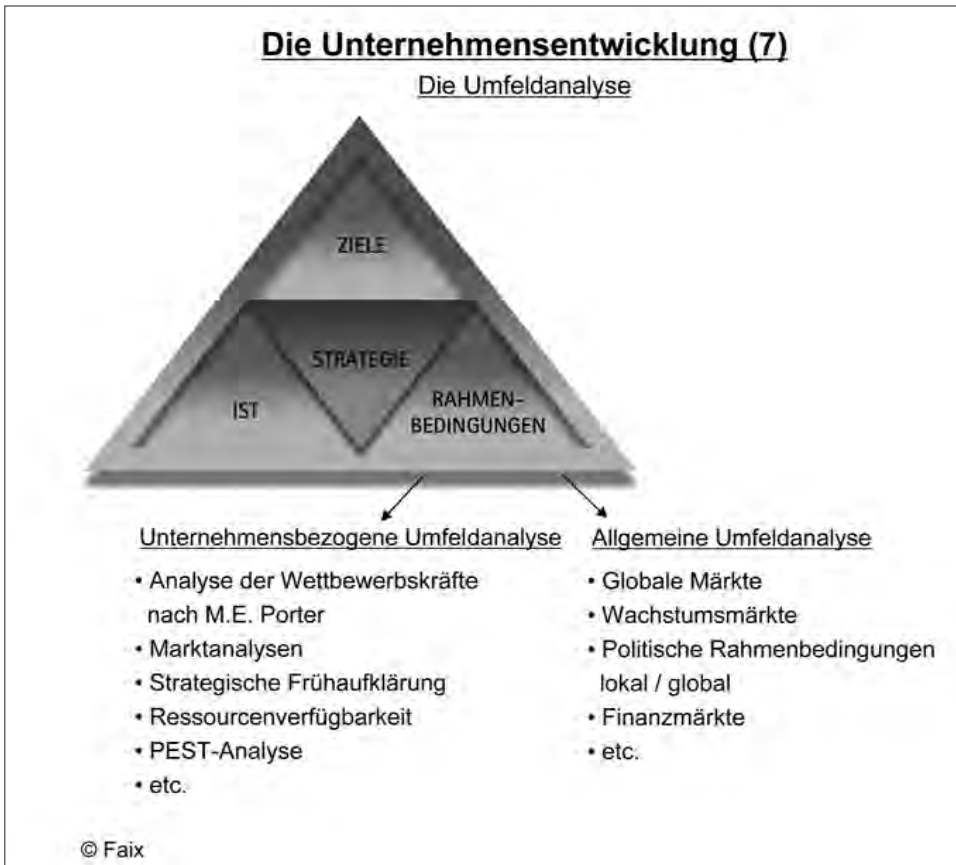 Die Unternehmensentwicklung (7)
Die Umfeldanalyse
ZIELE
STRATEGIE
IST
RAHMEN-
BEDINGUNGEN
Unternehmensbezogene Umfeldanalyse
• Analyse der Wettbewerbskräfte
nach M.E. Porter
• Marktanalysen
• Strategische Frühaufklärung
• Ressourcenverfügbarkeit
• PEST-Analyse
• etc.
Allgemeine Umfeldanalyse
• Globale Märkte
• Wachstumsmärkte
• Politische Rahmenbedingungen
lokal / global
• Finanzmärkte
• etc.
© Faix